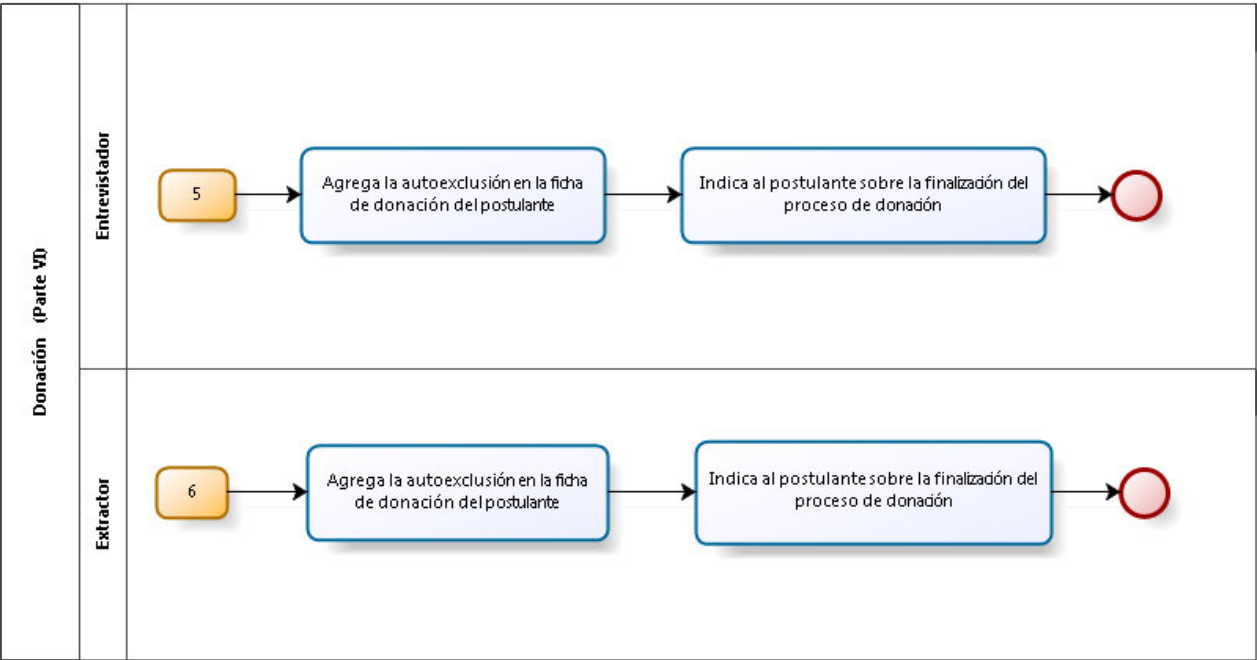 Donación (Parte VI)
Entrevistador
5
Agrega la autoexclusión en la ficha
de donación del postulante
Indica al postulante sobre la finalización del
proceso de donación
Extractor
6
Agrega la autoexclusión en la ficha
de donación del postulante
Indica al postulante sobre la finalización del
proceso de donación